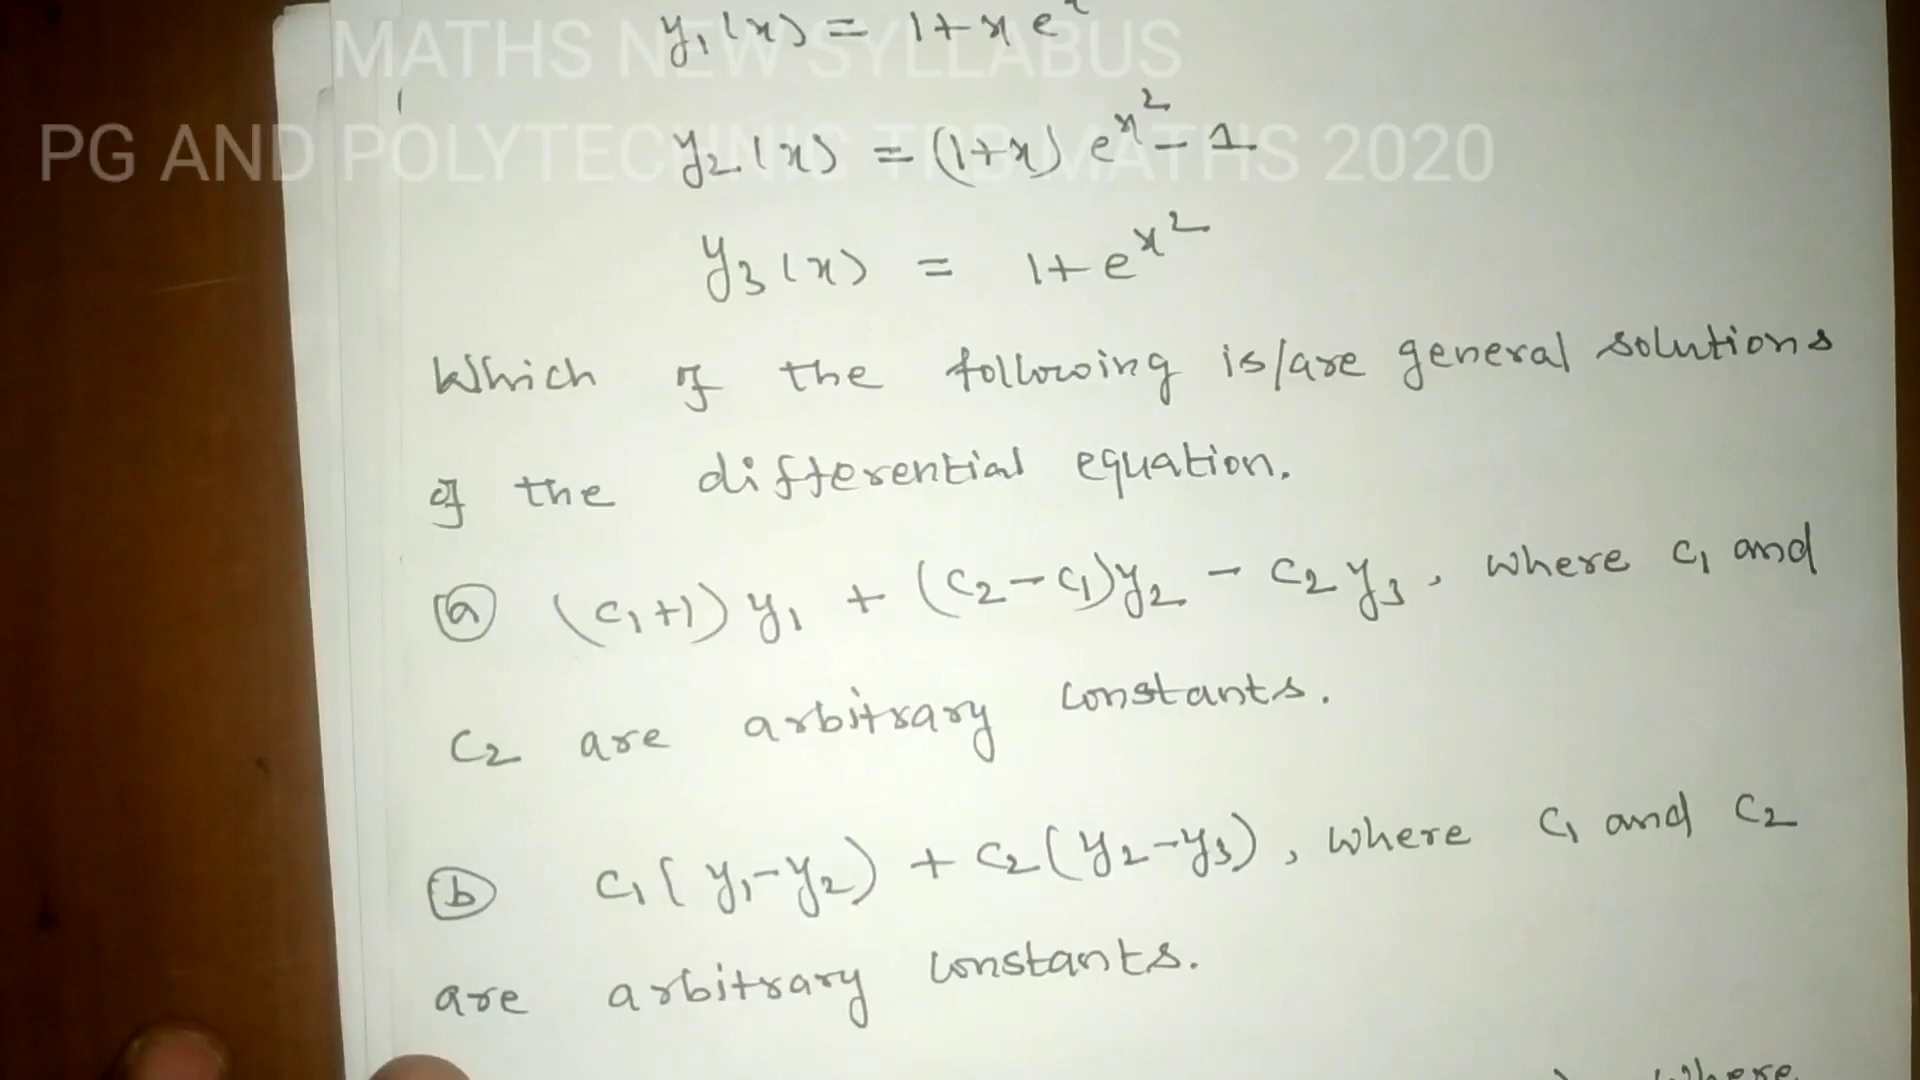 y₁(x) = 1+x e^x
MATHS NEW SYLLABUS
y₂(x) = (1+x) e^x² - 1
PG AND POLYTECHNIC TRB MATHS 2020
y₃(x) = 1+e^x²
Which of the following is/are general solutions
of the differential equation.
(a) (c₁+1) y₁ + (c₂-c₁)y₂ - c₂y₃, where c₁ and
c₂ are arbitrary constants.
(b) c₁(y₁-y₂) + c₂(y₂-y₃), where c₁ and c₂
are arbitrary constants.
where